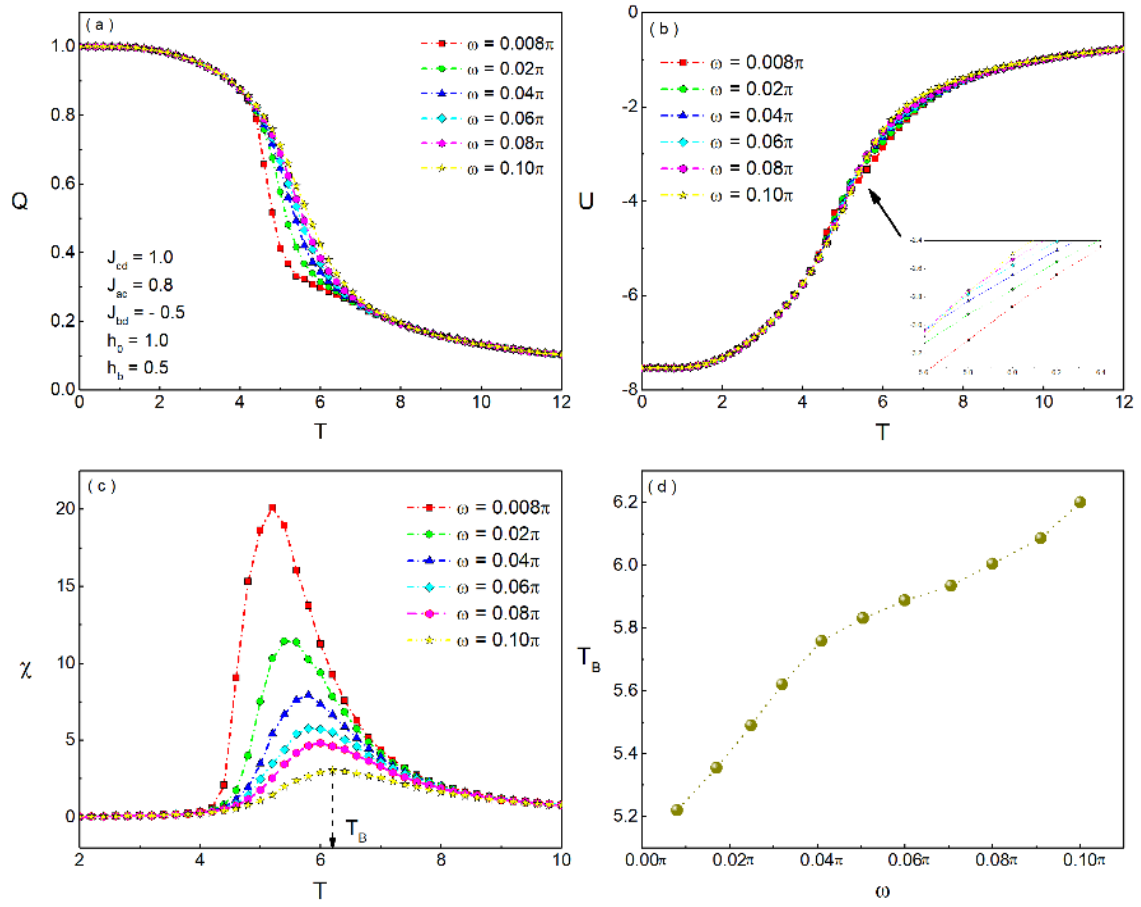 ( a )
1.0
0.8
0.6
0.4
0.2
0.0
Q
0
2
4
6
8
10
12
T
ω = 0.008π
ω = 0.02π
ω = 0.04π
ω = 0.06π
ω = 0.08π
ω = 0.10π
J_cd = 1.0
J_ac = 0.8
J_bd = - 0.5
h_0 = 1.0
h_b = 0.5
( b )
-0
-2
-4
-6
-8
U
0
2
4
6
8
10
12
T
ω = 0.008π
ω = 0.02π
ω = 0.04π
ω = 0.06π
ω = 0.08π
ω = 0.10π
( c )
20
15
10
5
0
χ
2
4
6
8
10
T
ω = 0.008π
ω = 0.02π
ω = 0.04π
ω = 0.06π
ω = 0.08π
ω = 0.10π
T_B
(d)
6.2
6.0
5.8
5.6
5.4
5.2
T_B
0.00π
0.02π
0.04π
0.06π
0.08π
0.10π
ω